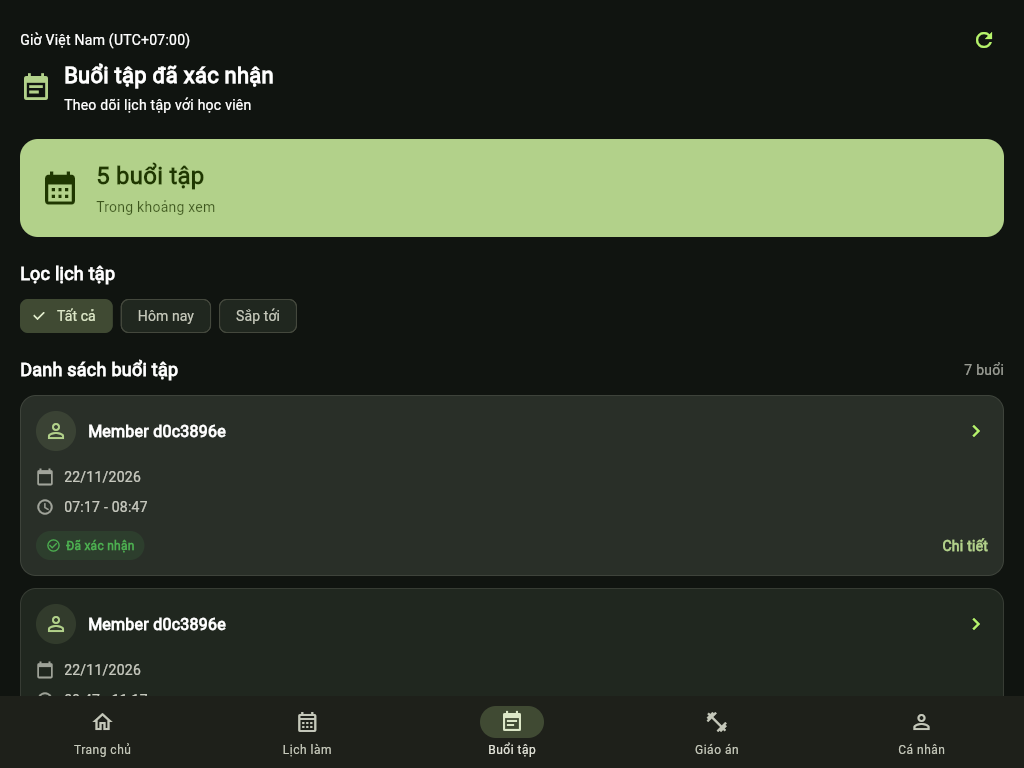 Giờ Việt Nam (UTC+07:00)
Buổi tập đã xác nhận
Theo dõi lịch tập với học viên
5 buổi tập
Trong khoảng xem
Lọc lịch tập
Tất cả
Hôm nay
Sắp tới
Danh sách buổi tập
7 buổi
Member d0c3896e
22/11/2026
07:17 - 08:47
Đã xác nhận
Chi tiết
Member d0c3896e
22/11/2026
Trang chủ
Lịch làm
Buổi tập
Giáo án
Cá nhân